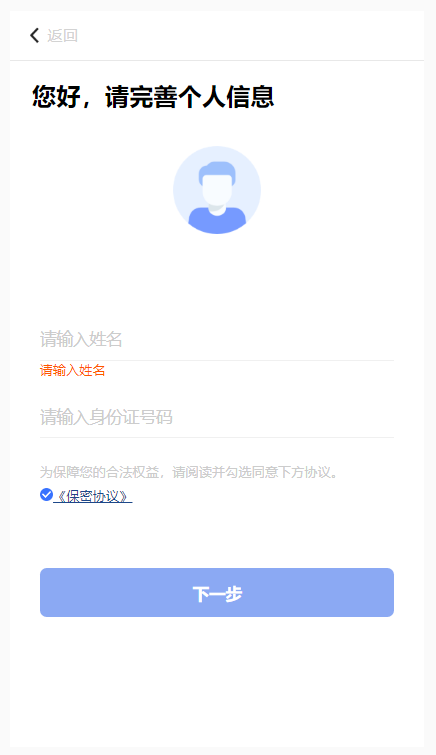 返回
您好，请完善个人信息
请输入姓名
请输入姓名
请输入身份证号码
为保障您的合法权益，请阅读并勾选同意下方协议。
《保密协议》
下一步